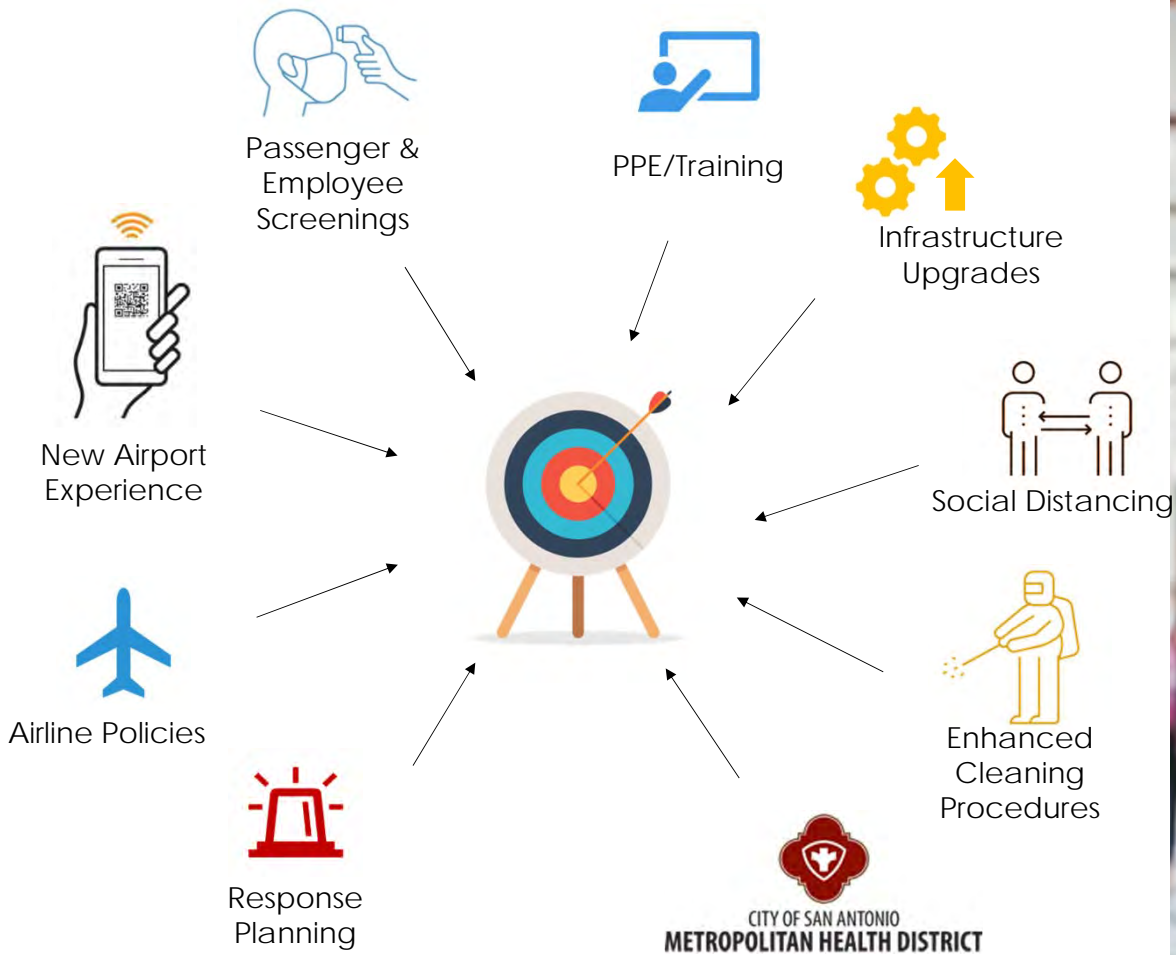 Passenger &
Employee
Screenings
PPE/Training
Infrastructure
Upgrades
New Airport
Experience
Social Distancing
Airline Policies
Enhanced
Cleaning
Procedures
Response
Planning
CITY OF SAN ANTONIO
METROPOLITAN HEALTH DISTRICT